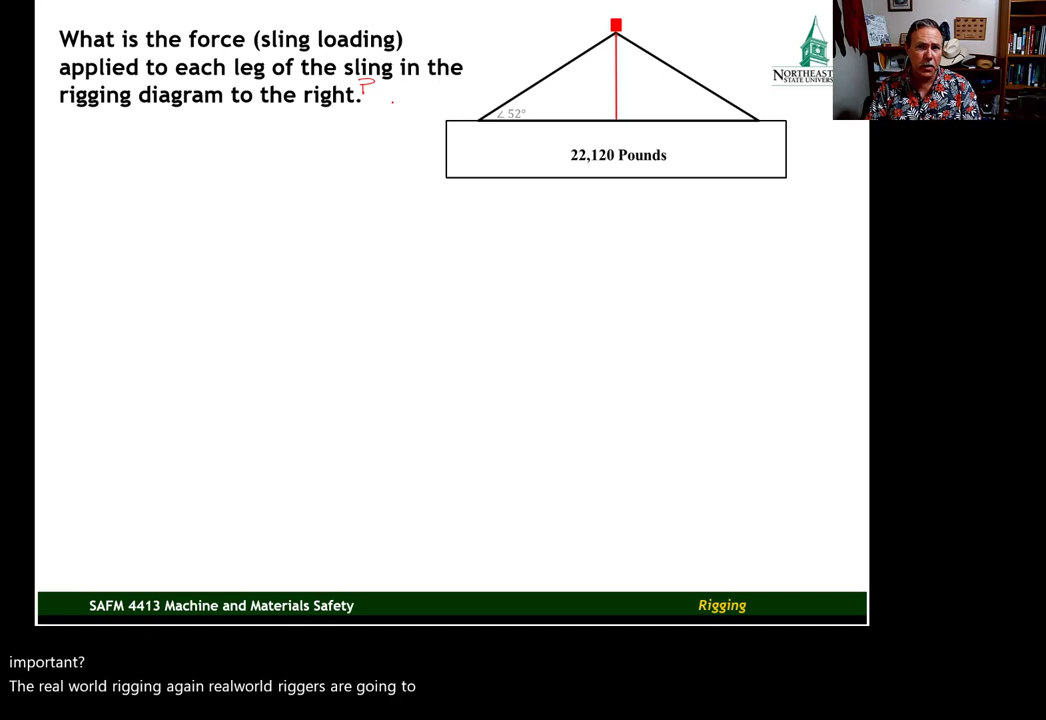 What is the force (sling loading)
applied to each leg of the sling in the
rigging diagram to the right.
P
∠ 52°
22,120 Pounds
NORTHEAST
STATE UNIVERS
SAFM 4413 Machine and Materials Safety
Rigging
important?
The real world rigging again realworld riggers are going to